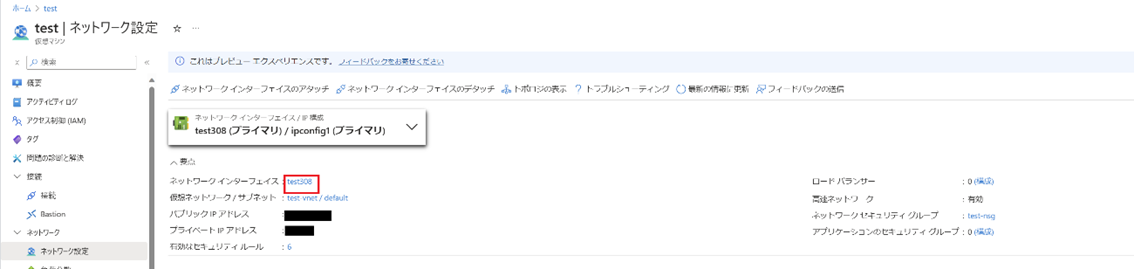 ホーム > test
test | ネットワーク設定 ☆ …
仮想マシン
検索
これはプレビュー エクスペリエンスです。 フィードバックをお寄せください
概要
アクティビティ ログ
アクセス制御 (IAM)
タグ
問題の診断と解決
接続
接続
Bastion
ネットワーク
ネットワーク設定
ネットワーク インターフェイスのアタッチ ネットワーク インターフェイスのデタッチ トポロジの表示 トラブルシューティング 最新の情報に更新 フィードバックの送信
ネットワーク インターフェイス / IP 構成
test308 (プライマリ) / ipconfig1 (プライマリ)
要点
ネットワーク インターフェイス : test308
仮想ネットワーク / サブネット : test-vnet / default
パブリック IP アドレス :
プライベート IP アドレス :
有効なセキュリティ ルール : 6
ロード バランサー : 0 (構成)
高速ネットワーク : 有効
ネットワーク セキュリティ グループ : test-nsg
アプリケーションのセキュリティ グループ : 0 (構成)